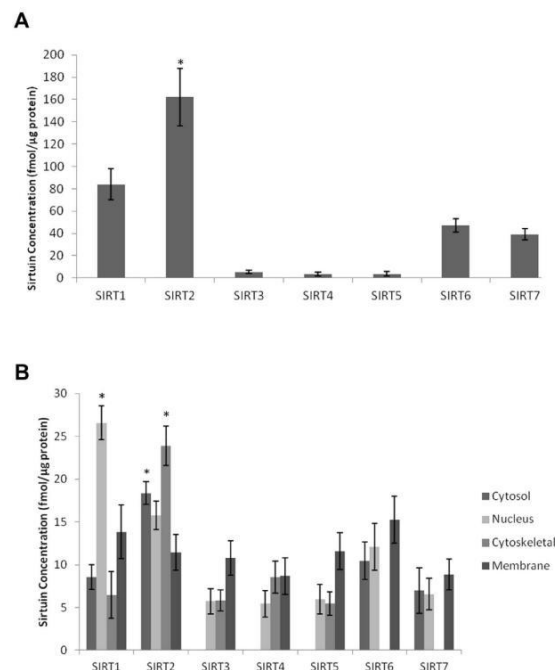 A
Sirtuin Concentration (fmol/µg protein)
200
180
160
140
120
100
80
60
40
20
0
*
SIRT1 SIRT2 SIRT3 SIRT4 SIRT5 SIRT6 SIRT7
B
Sirtuin Concentration (fmol/µg protein)
30
25
20
15
10
5
0
*
*
*
SIRT1 SIRT2 SIRT3 SIRT4 SIRT5 SIRT6 SIRT7
Cytosol
Nucleus
Cytoskeletal
Membrane